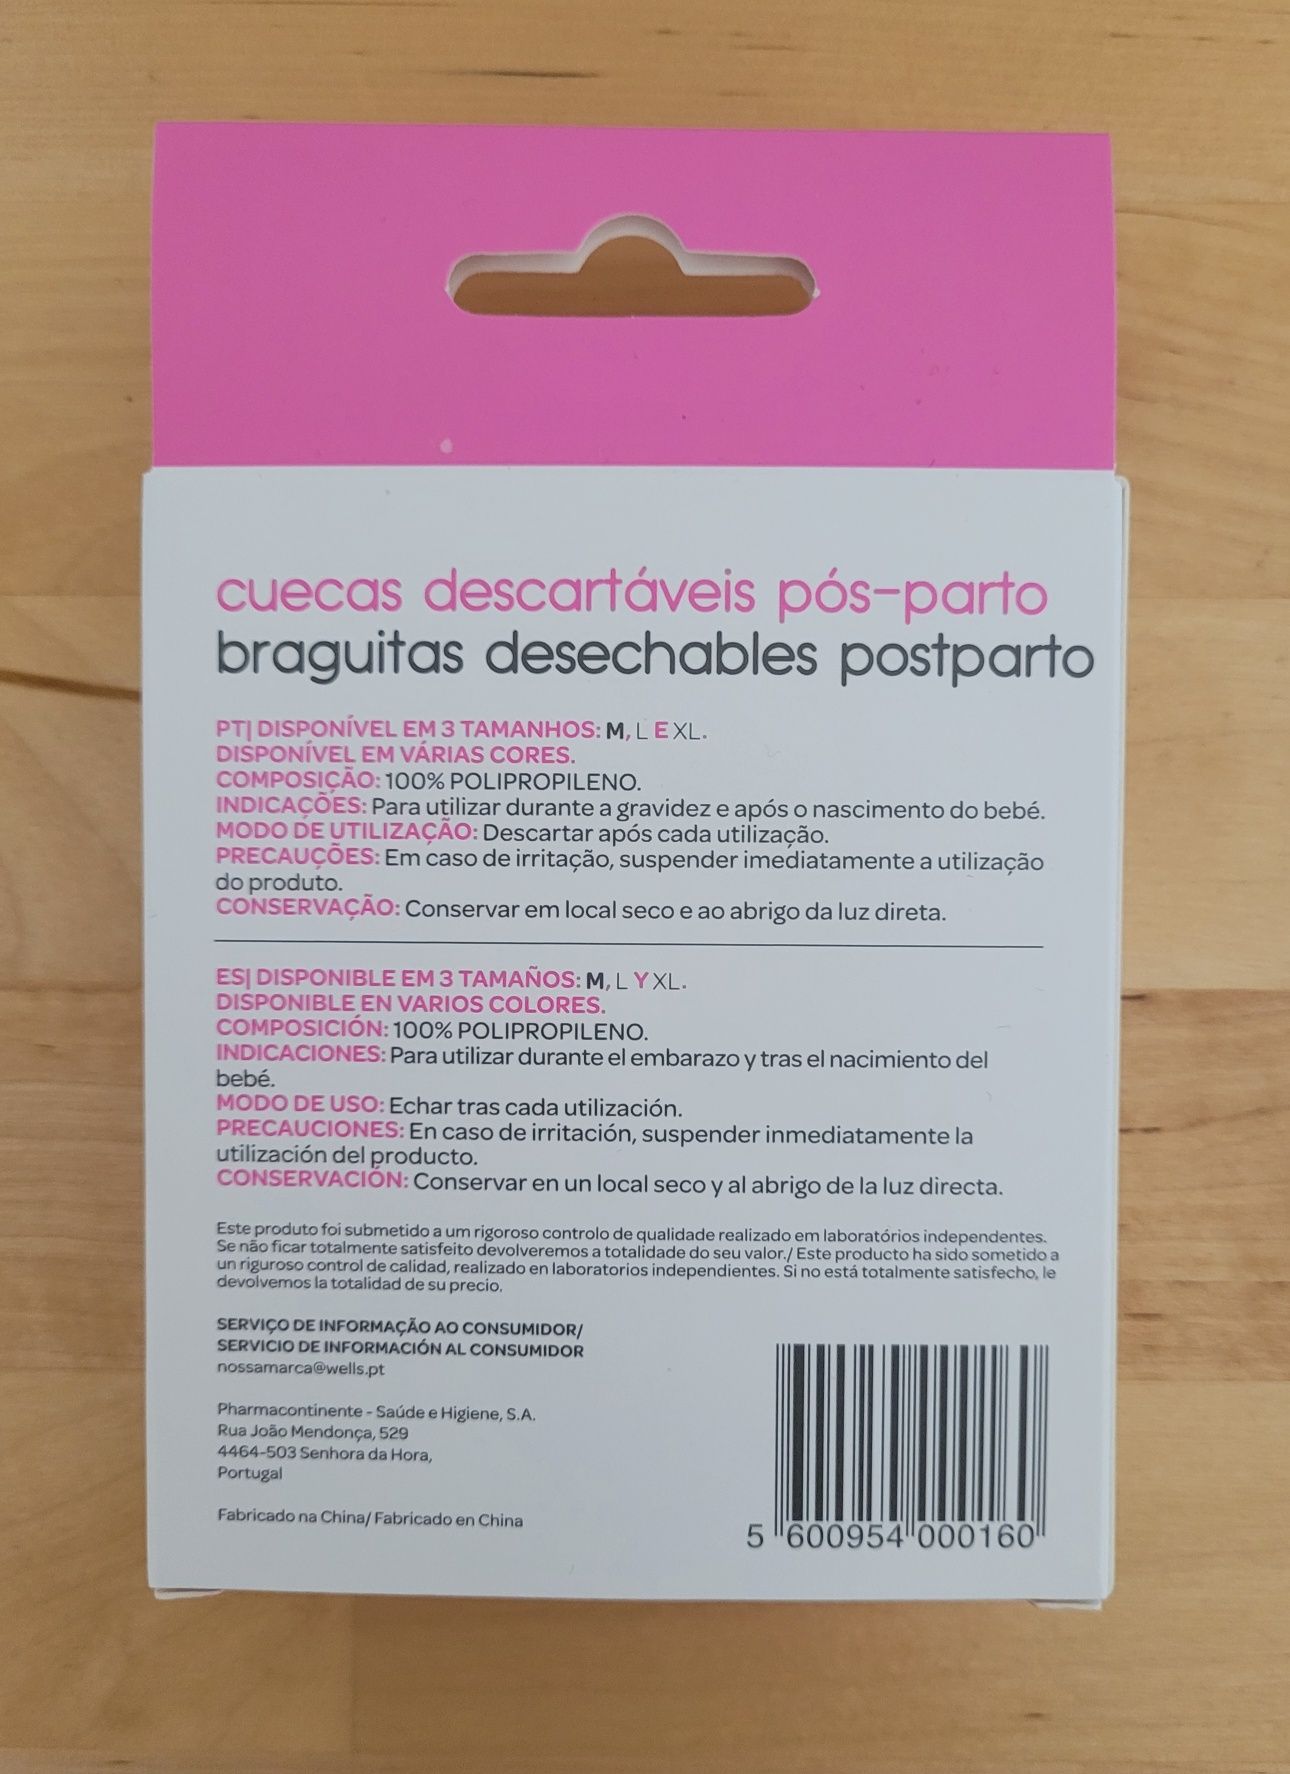 cuecas descartáveis pós-parto
braguitas desechables postparto
PT| DISPONÍVEL EM 3 TAMANHOS: M, L E XL.
DISPONÍVEL EM VÁRIAS CORES.
COMPOSIÇÃO: 100% POLIPROPILENO.
INDICAÇÕES: Para utilizar durante a gravidez e após o nascimento do bebé.
MODO DE UTILIZAÇÃO: Descartar após cada utilização.
PRECAUÇÕES: Em caso de irritação, suspender imediatamente a utilização
do produto.
CONSERVAÇÃO: Conservar em local seco e ao abrigo da luz direta.
ES| DISPONIBLE EM 3 TAMAÑOS: M, L Y XL.
DISPONIBLE EN VARIOS COLORES.
COMPOSICIÓN: 100% POLIPROPILENO.
INDICACIONES: Para utilizar durante el embarazo y tras el nacimiento del
bebé.
MODO DE USO: Echar tras cada utilización.
PRECAUCIONES: En caso de irritación, suspender inmediatamente la
utilización del producto.
CONSERVACIÓN: Conservar en un local seco y al abrigo de la luz directa.
Este produto foi submetido a um rigoroso controlo de qualidade realizado em laboratórios independentes.
Se não ficar totalmente satisfeito devolveremos a totalidade do seu valor./ Este producto ha sido sometido a
un riguroso control de calidad, realizado en laboratorios independientes. Si no está totalmente satisfecho, le
devolvemos la totalidad de su precio.
SERVIÇO DE INFORMAÇÃO AO CONSUMIDOR/
SERVICIO DE INFORMACIÓN AL CONSUMIDOR
nossamarca@wells.pt
Pharmacontinente - Saúde e Higiene, S.A.
Rua João Mendonça, 529
4464-503 Senhora da Hora,
Portugal
Fabricado na China/ Fabricado en China
5 600954 000160